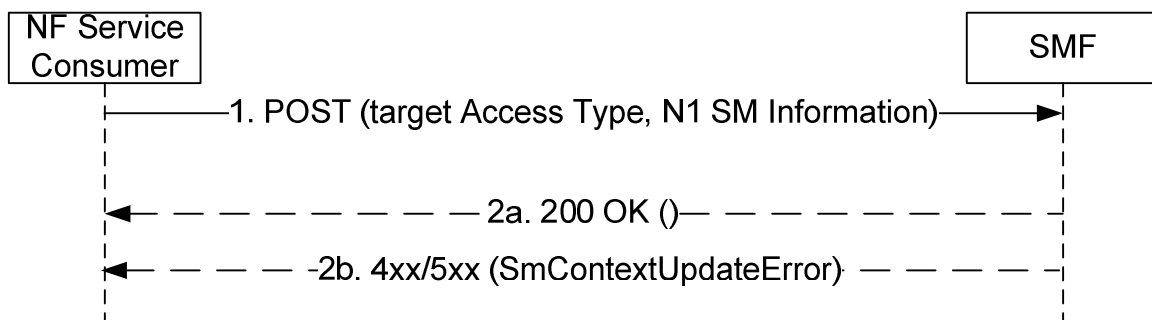 NF Service
Consumer
SMF
1. POST (target Access Type, N1 SM Information)
2a. 200 OK ()
2b. 4xx/5xx (SmContextUpdateError)